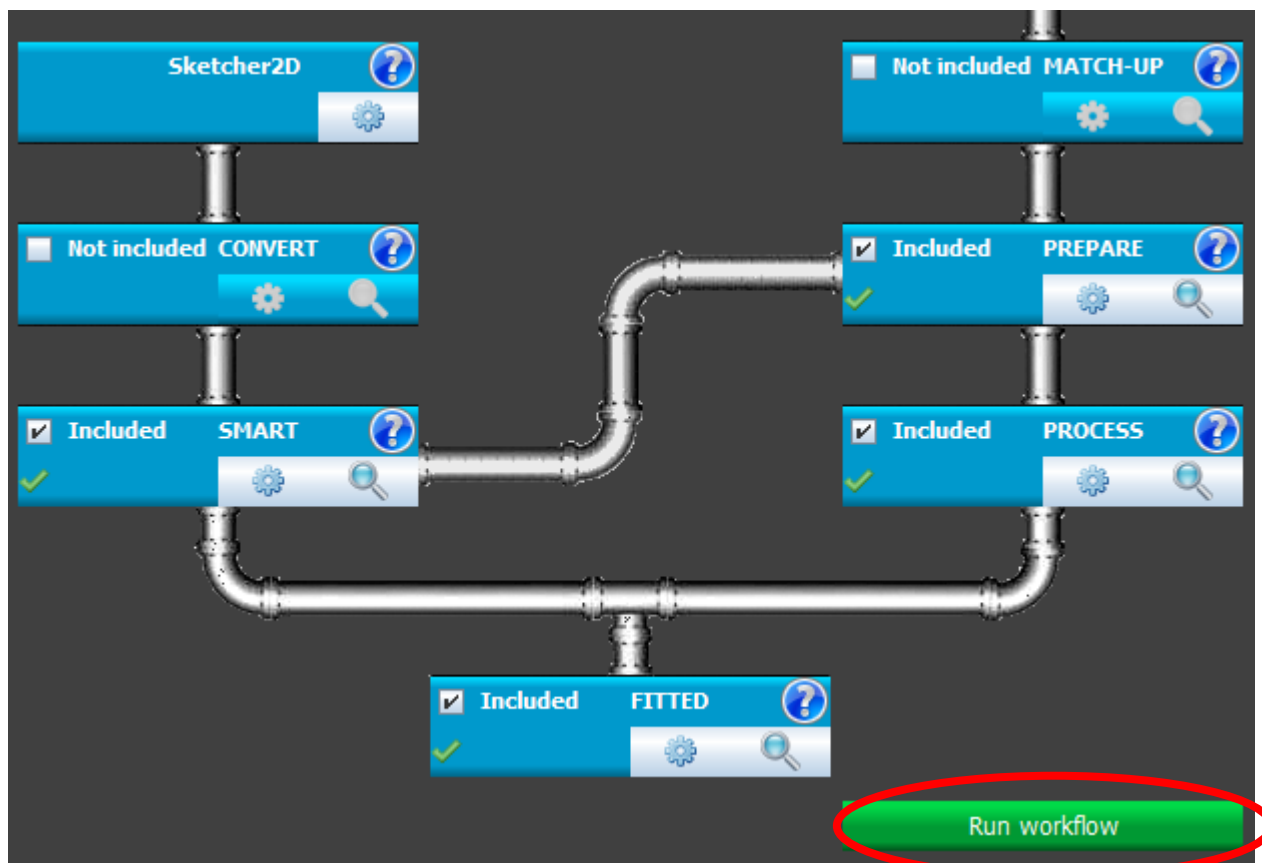 Sketcher2D ?
Not included MATCH-UP ?
Not included CONVERT ?
Included PREPARE ?
Included SMART ?
Included PROCESS ?
Included FITTED ?
Run workflow